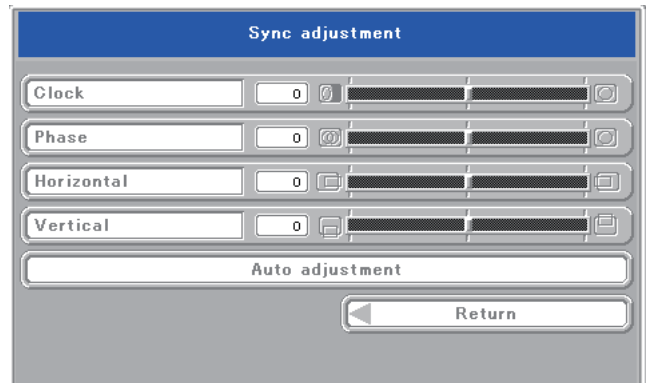 Sync adjustment
Clock 0
Phase 0
Horizontal 0
Vertical 0
Auto adjustment
Return